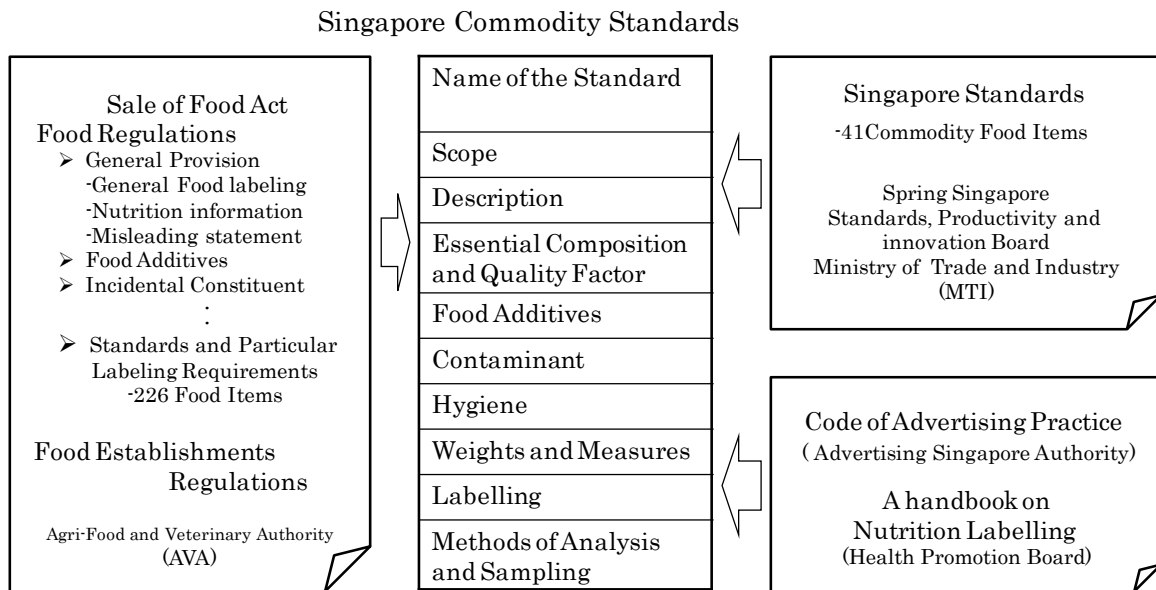 Singapore Commodity Standards
Sale of Food Act
Food Regulations
➢ General Provision
-General Food labeling
-Nutrition information
-Misleading statement
➢ Food Additives
➢ Incidental Constituent
:
➢ Standards and Particular
Labeling Requirements
-226 Food Items
Food Establishments
Regulations
Agri-Food and Veterinary Authority
(AVA)
Name of the Standard
Scope
Description
Essential Composition
and Quality Factor
Food Additives
Contaminant
Hygiene
Weights and Measures
Labelling
Methods of Analysis
and Sampling
Singapore Standards
-41Commodity Food Items
Spring Singapore
Standards, Productivity and
innovation Board
Ministry of Trade and Industry
(MTI)
Code of Advertising Practice
( Advertising Singapore Authority)
A handbook on
Nutrition Labelling
(Health Promotion Board)